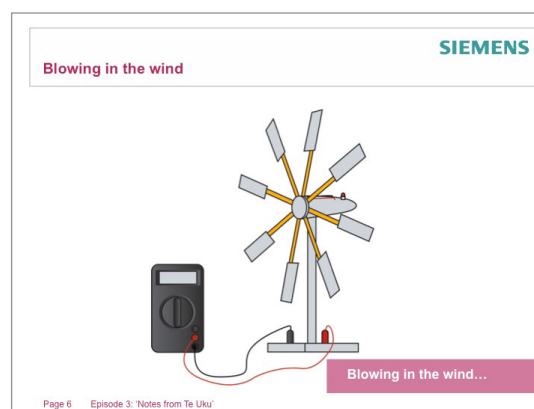 SIEMENS
Blowing in the wind
Blowing in the wind...
Page 6 Episode 3: 'Notes from Te Uku'